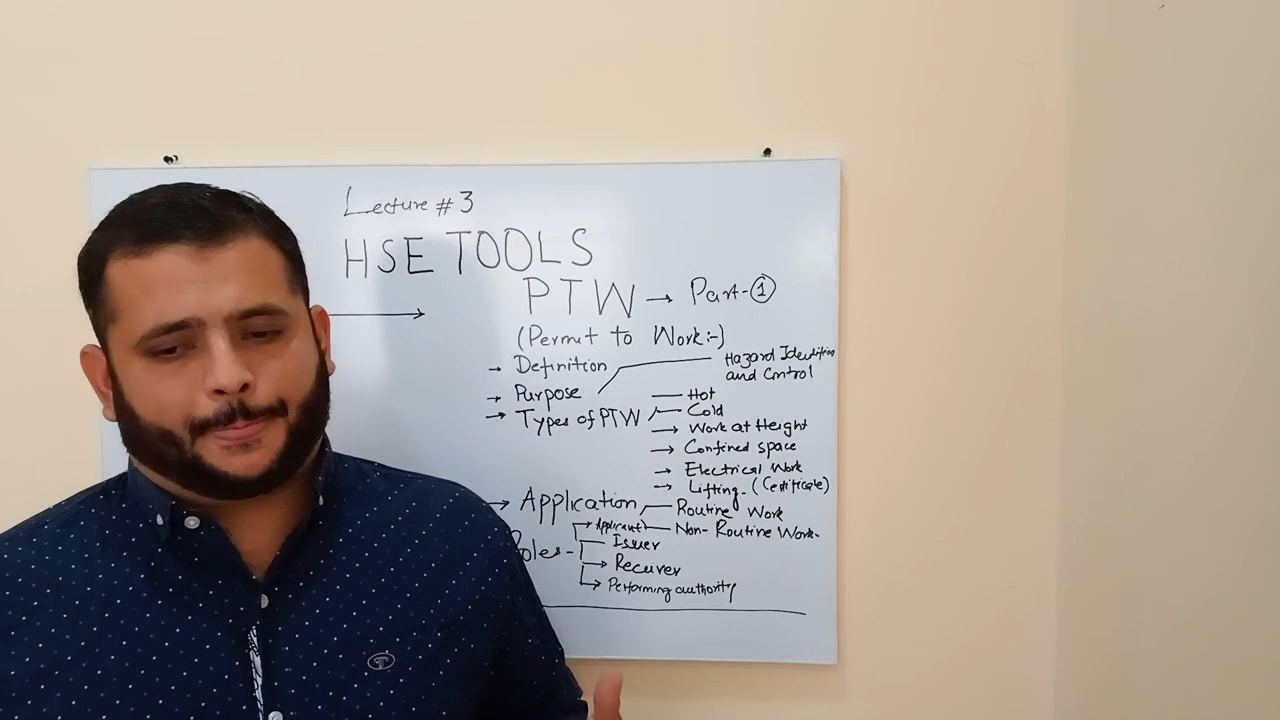 Lecture # 3
HSE TOOLS
PTW → Part-①
(Permit to Work:-)
→ Definition
Hazard Identifition
and Control
→ Purpose
→ Types of PTW
Hot
Cold
→ Work at Height
→ Confined space
→ Electrical Work
→ Lifting. (Certificate)
→ Application
Routine Work
Non-Routine Work.
Roles -
→ Applicant
Issuer
→ Reciever
→ Performing authority
T